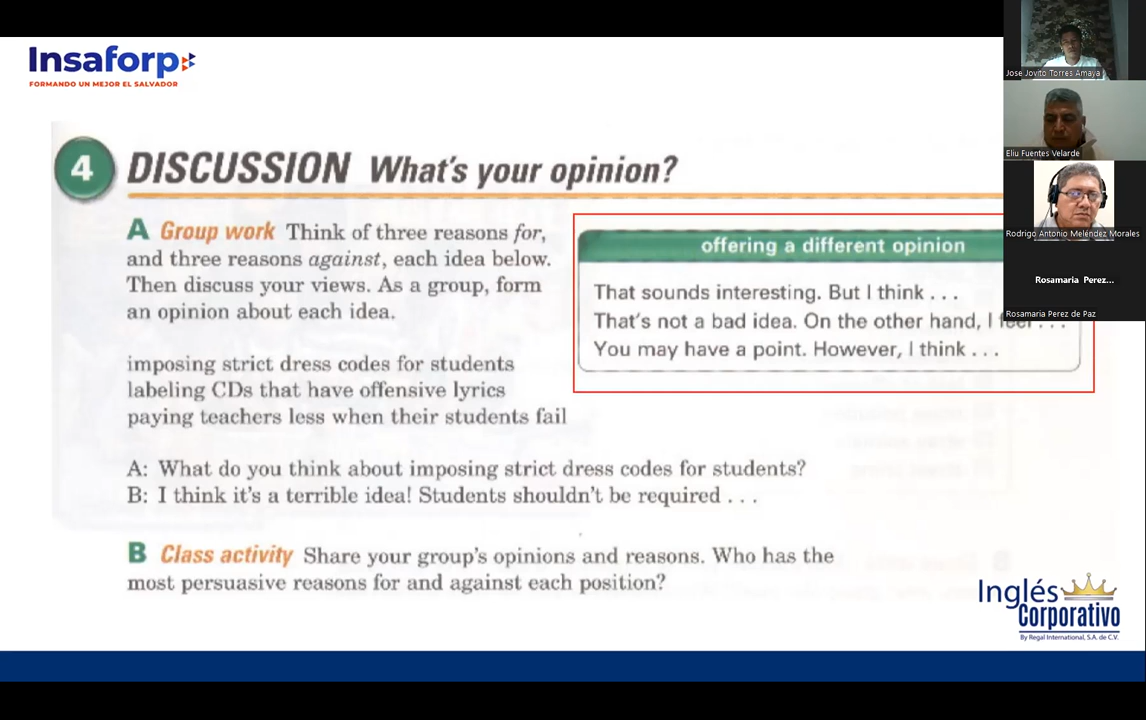 Insaforp
FORMANDO UN MEJOR EL SALVADOR
4 DISCUSSION What's your opinion?
A Group work Think of three reasons for,
and three reasons against, each idea below.
Then discuss your views. As a group, form
an opinion about each idea.
offering a different opinion
That sounds interesting. But I think . . .
That's not a bad idea. On the other hand, I feel . . .
You may have a point. However, I think . . .
imposing strict dress codes for students
labeling CDs that have offensive lyrics
paying teachers less when their students fail
A: What do you think about imposing strict dress codes for students?
B: I think it's a terrible idea! Students shouldn't be required . . .
B Class activity Share your group's opinions and reasons. Who has the
most persuasive reasons for and against each position?
Inglés
Corporativo
By Regal International, S.A. de C.V.
Jose Jovito Torres Amaya
Eliu Fuentes Velarde
Rodrigo Antonio Meléndez Morales
Rosamaria Perez...
Rosamaria Perez de Paz